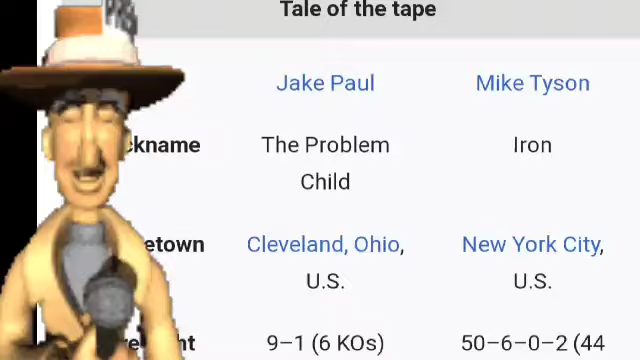 Tale of the tape
Jake Paul Mike Tyson
ckname The Problem Iron
Child
etown Cleveland, Ohio, New York City,
U.S. U.S.
9–1 (6 KOs) 50–6–0–2 (44